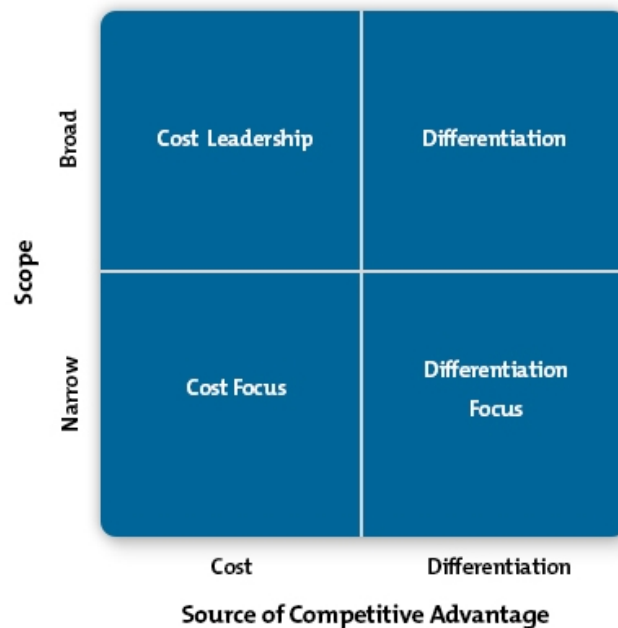 Broad
Cost Leadership
Differentiation
Scope
Narrow
Cost Focus
Differentiation
Focus
Cost
Differentiation
Source of Competitive Advantage